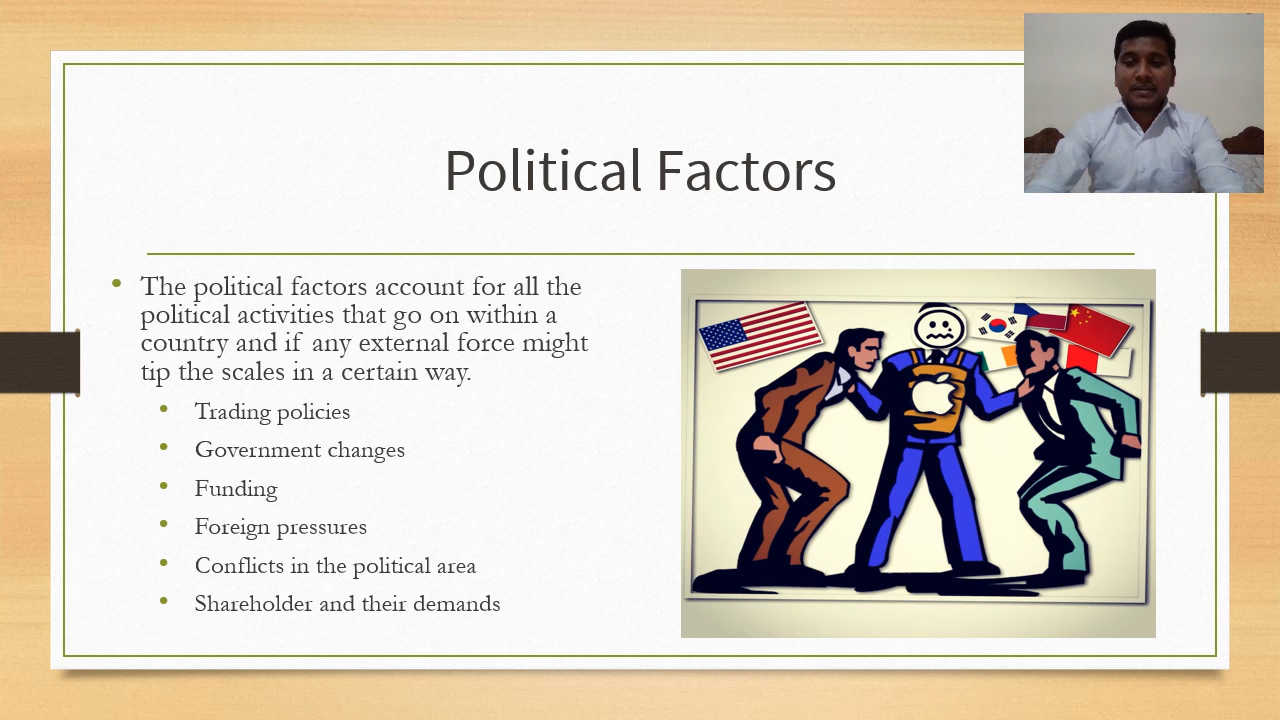 Political Factors
• The political factors account for all the
political activities that go on within a
country and if any external force might
tip the scales in a certain way.
• Trading policies
• Government changes
• Funding
• Foreign pressures
• Conflicts in the political area
• Shareholder and their demands